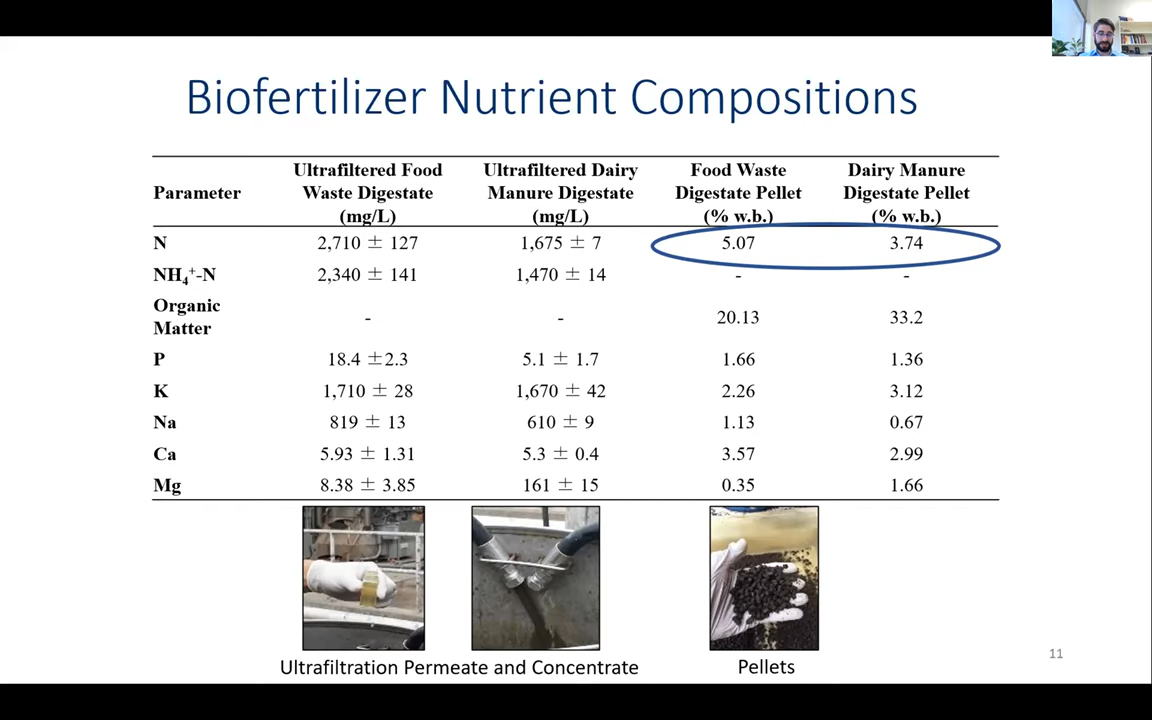 Biofertilizer Nutrient Compositions
Parameter Ultrafiltered Food Waste Digestate (mg/L) Ultrafiltered Dairy Manure Digestate (mg/L) Food Waste Digestate Pellet (% w.b.) Dairy Manure Digestate Pellet (% w.b.)
N 2,710 ± 127 1,675 ± 7 5.07 3.74
NH₄⁺-N 2,340 ± 141 1,470 ± 14 - -
Organic Matter - - 20.13 33.2
P 18.4 ±2.3 5.1 ± 1.7 1.66 1.36
K 1,710 ± 28 1,670 ± 42 2.26 3.12
Na 819 ± 13 610 ± 9 1.13 0.67
Ca 5.93 ± 1.31 5.3 ± 0.4 3.57 2.99
Mg 8.38 ± 3.85 161 ± 15 0.35 1.66
Ultrafiltration Permeate and Concentrate
Pellets
11